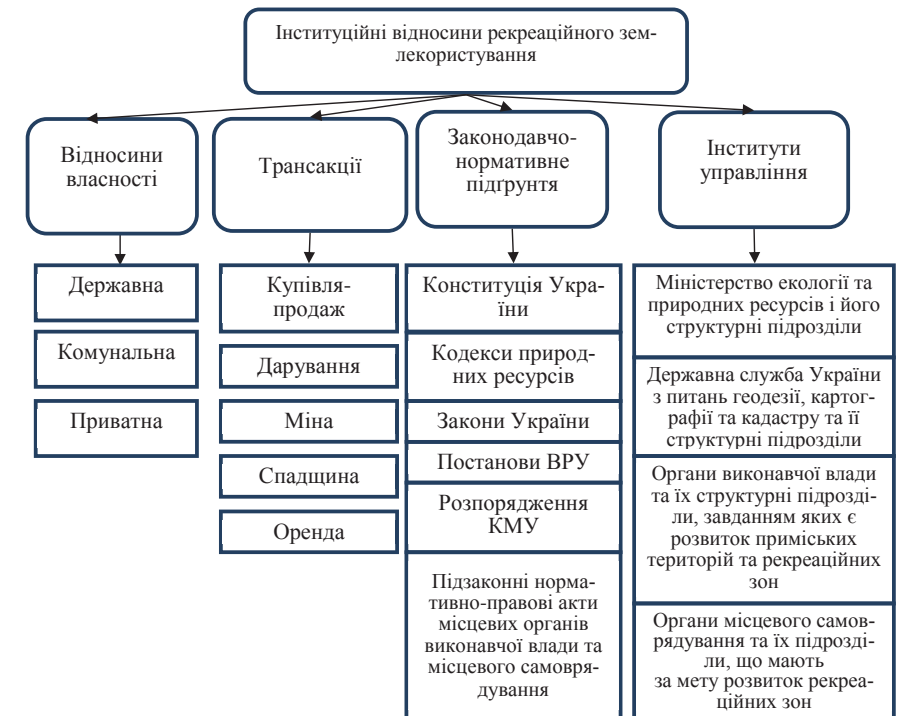 Інституційні відносини рекреаційного зем-
лекористування
Відносини
власності
Трансакції
Законодавчо-
нормативне
підґрунтя
Інститути
управління
Державна
Комунальна
Приватна
Купівля-
продаж
Дарування
Міна
Спадщина
Оренда
Конституція Укра-
їни
Кодекси природ-
них ресурсів
Закони України
Постанови ВРУ
Розпорядження
КМУ
Підзаконні норма-
тивно-правові акти
місцевих органів
виконавчої влади та
місцевого самовря-
дування
Міністерство екології та
природних ресурсів і його
структурні підрозділи
Державна служба України
з питань геодезії, картог-
рафії та кадастру та її
структурні підрозділи
Органи виконавчої влади
та їх структурні підрозді-
ли, завданням яких є
розвиток приміських
територій та рекреаційних
зон
Органи місцевого самов-
рядування та їх підрозді-
ли, що мають
за мету розвиток рекреа-
ційних зон